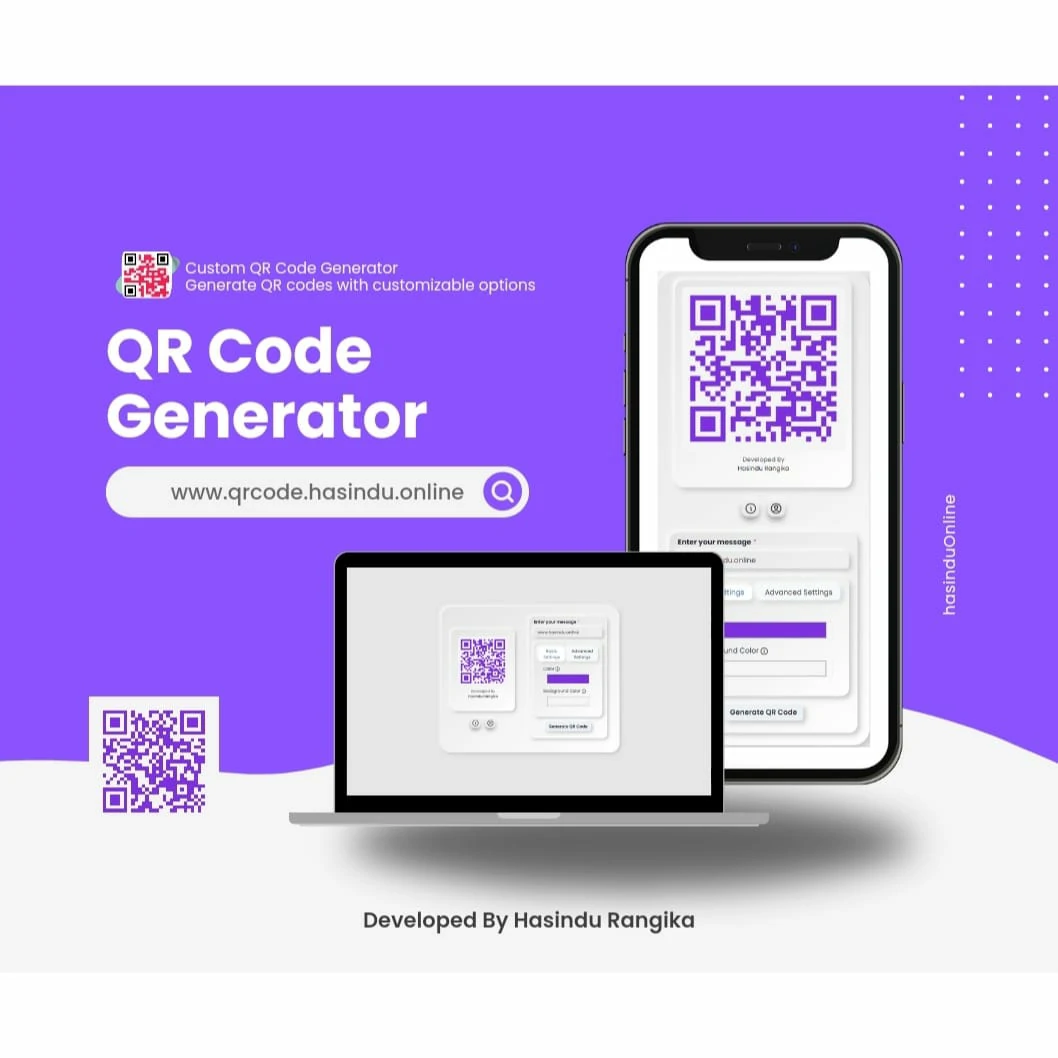 Custom QR Code Generator
Generate QR codes with customizable options
QR Code
Generator
www.qrcode.hasindu.online
Developed By
Hasindu Rangika
Enter your message *
du.online
ttings
Advanced Settings
und Color
Generate QR Code
hasinduOnline
Enter your message *
www.hasindu.online
Basic
Settings
Advanced
Settings
Color
Background Color
Generate QR Code
Developed By
Hasindu Rangika
Developed By Hasindu Rangika